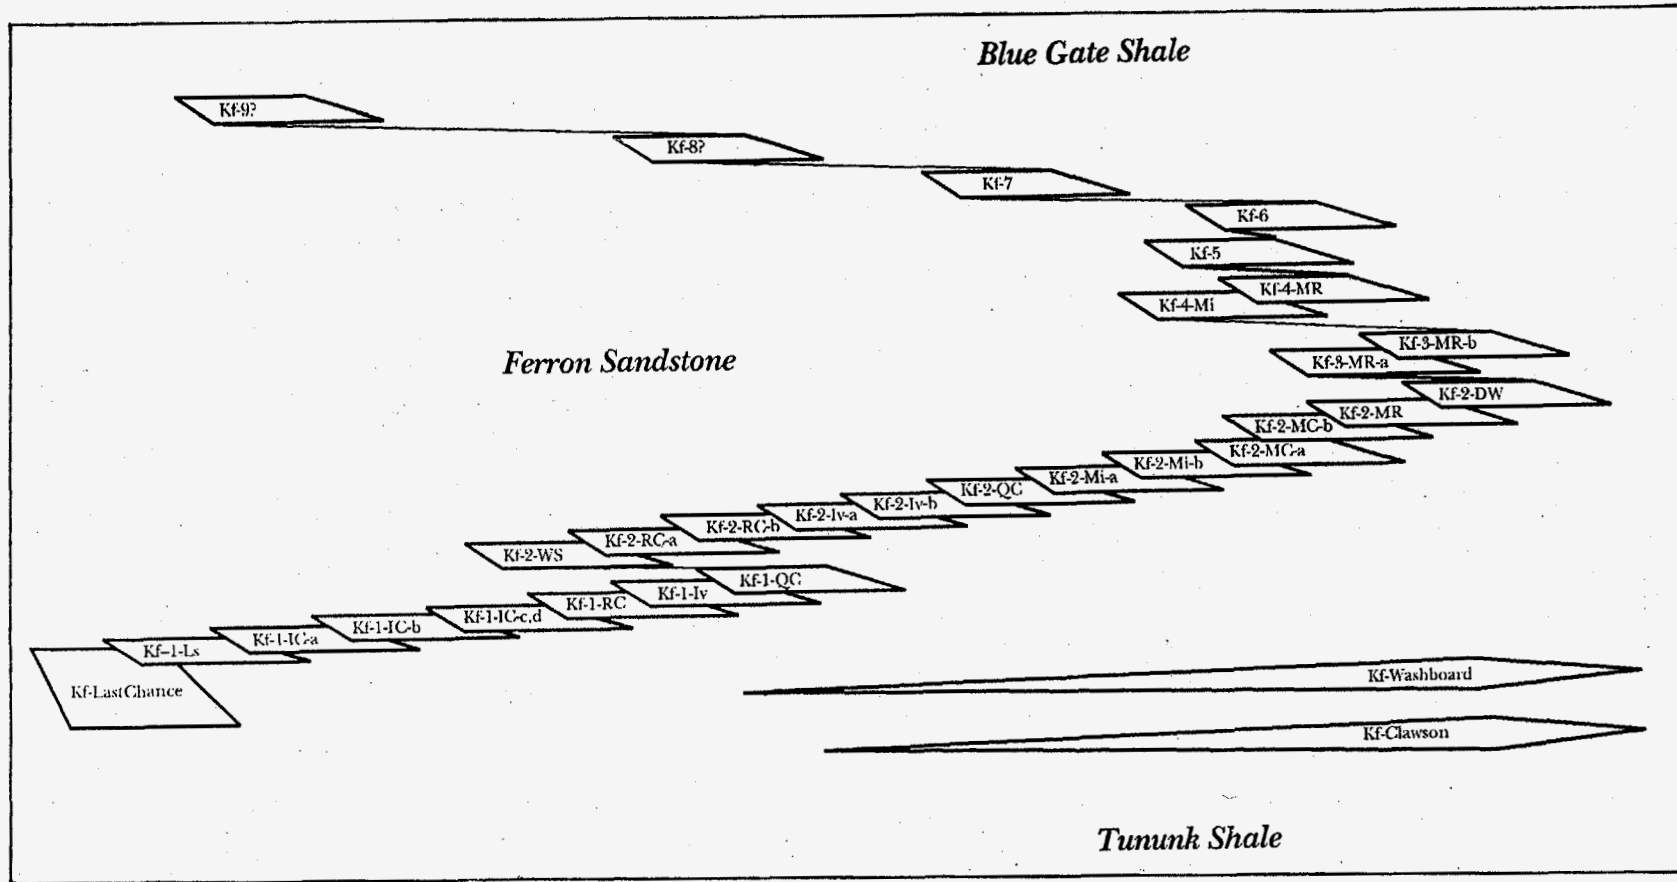 Blue Gate Shale
Kf-9?
Kf-8?
Kf-7
Kf-6
Kf-5
Kf-4-MR
Kf-4-Mi
Kf-3-MR-b
Kf-3-MR-a
Ferron Sandstone
Kf-2-DW
Kf-2-MR
Kf-2-MC-b
Kf-2-MC-a
Kf-2-Mi-b
Kf-2-Mi-a
Kf-2-QC
Kf-2-Iv-b
Kf-2-Iv-a
Kf-2-RC-b
Kf-2-RC-a
Kf-2-WS
Kf-1-QC
Kf-1-Iv
Kf-1-RC
Kf-1-IC-c,d
Kf-1-IC-b
Kf-1-IC-a
Kf-1-Ls
Kf-LastChance
Kf-Washboard
Kf-Clawson
Tununk Shale